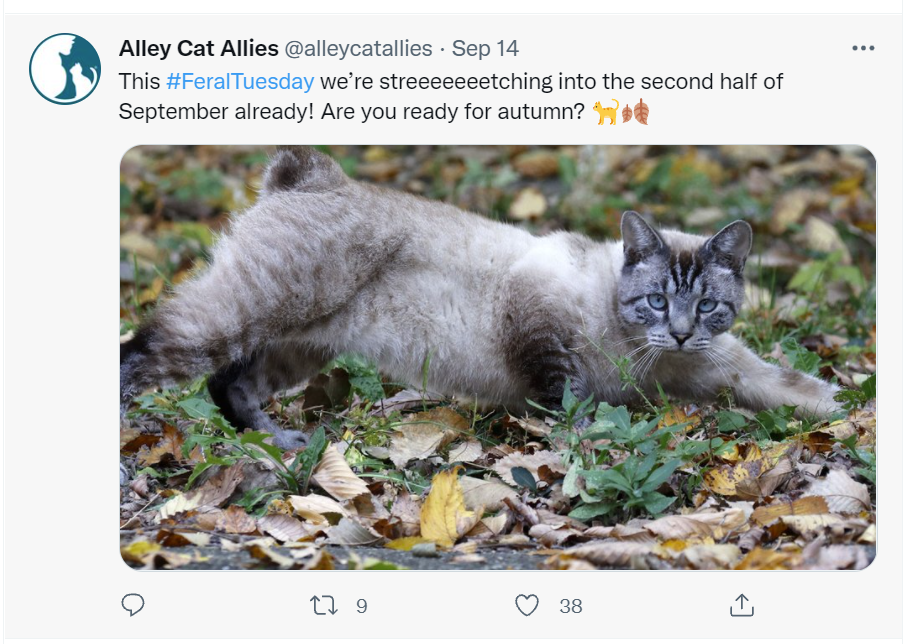 Alley Cat Allies @alleycatallies · Sep 14
This #FeralTuesday we’re streeeeeeetching into the second half of
September already! Are you ready for autumn? 🐈🍂
9 38